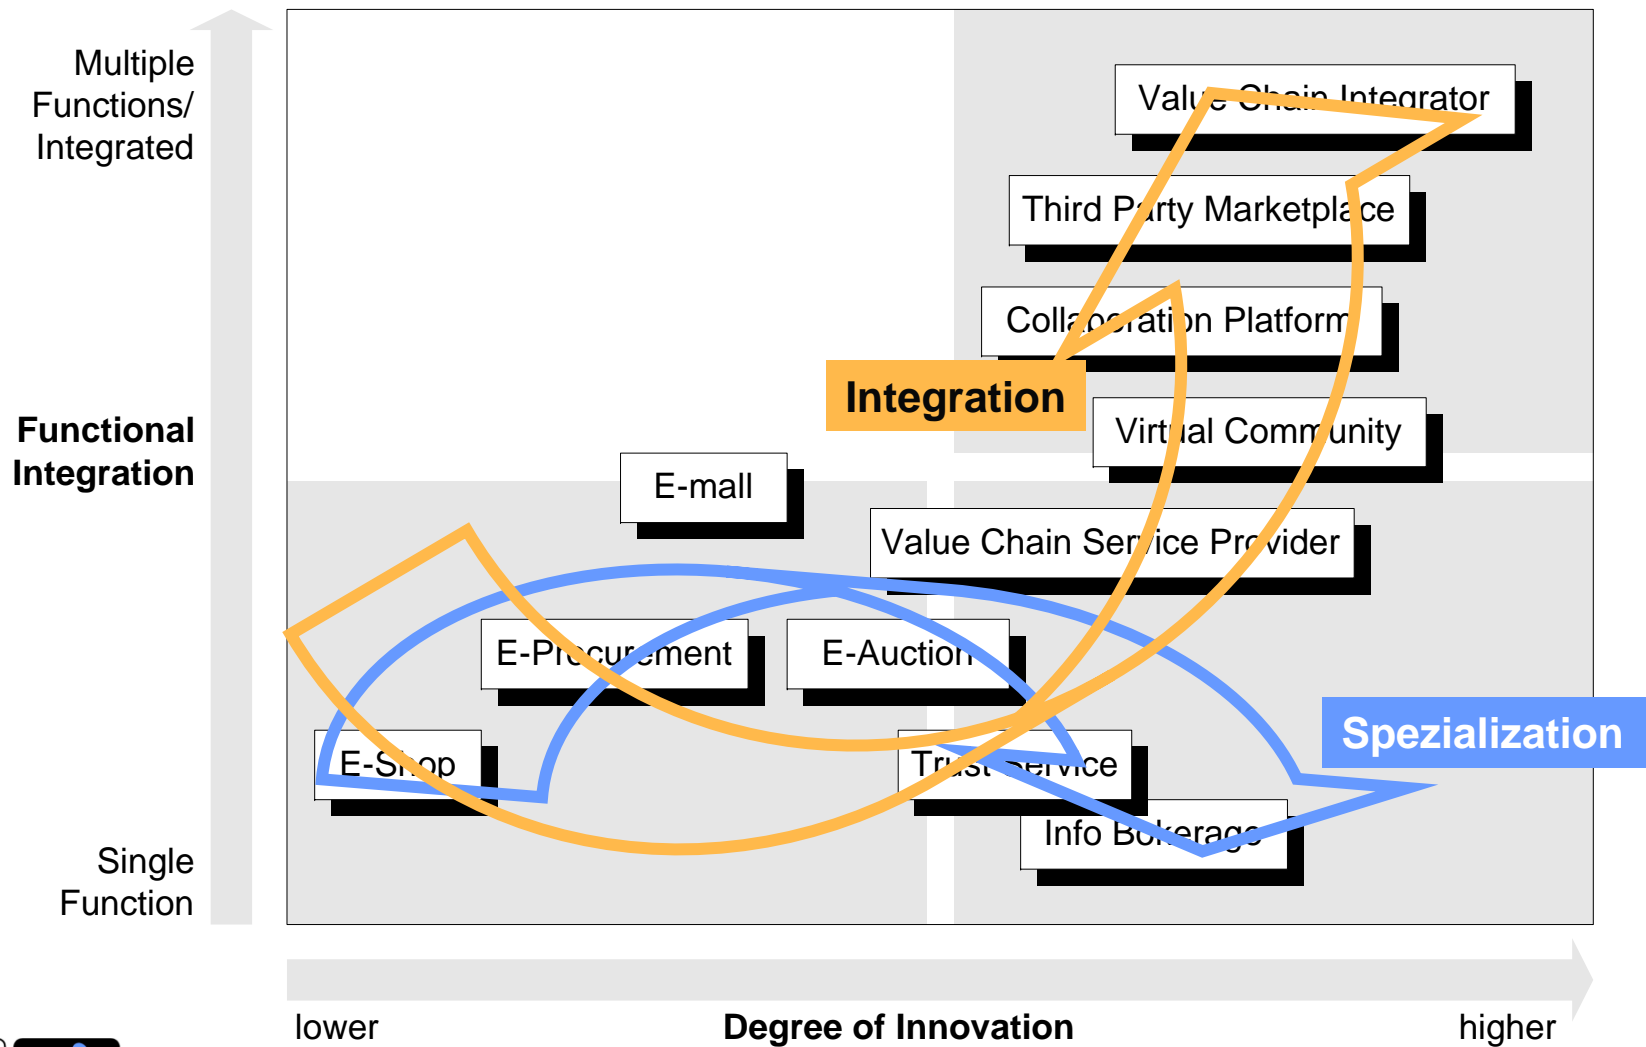 Multiple
Functions/
Integrated
Value Chain Integrator
Third Party Marketplace
Collaboration Platform
Integration
Functional
Integration
Virtual Community
E-mall
Value Chain Service Provider
E-Procurement
E-Auction
Spezialization
E-Shop
Trust Service
Info Bokerage
Single
Function
lower
Degree of Innovation
higher